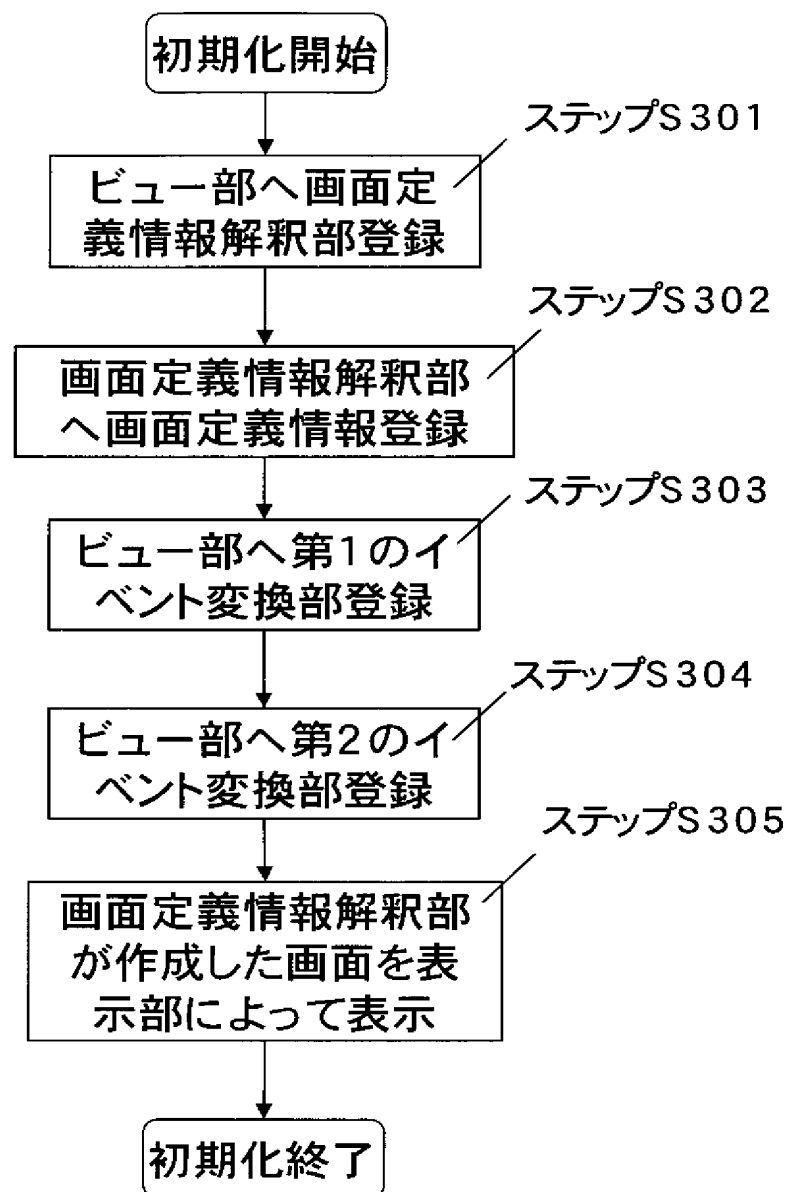 初期化開始
ステップS301
ビュー部へ画面定
義情報解釈部登録
ステップS302
画面定義情報解釈部
へ画面定義情報登録
ステップS303
ビュー部へ第1のイ
ベント変換部登録
ステップS304
ビュー部へ第2のイ
ベント変換部登録
ステップS305
画面定義情報解釈部
が作成した画面を表
示部によって表示
初期化終了